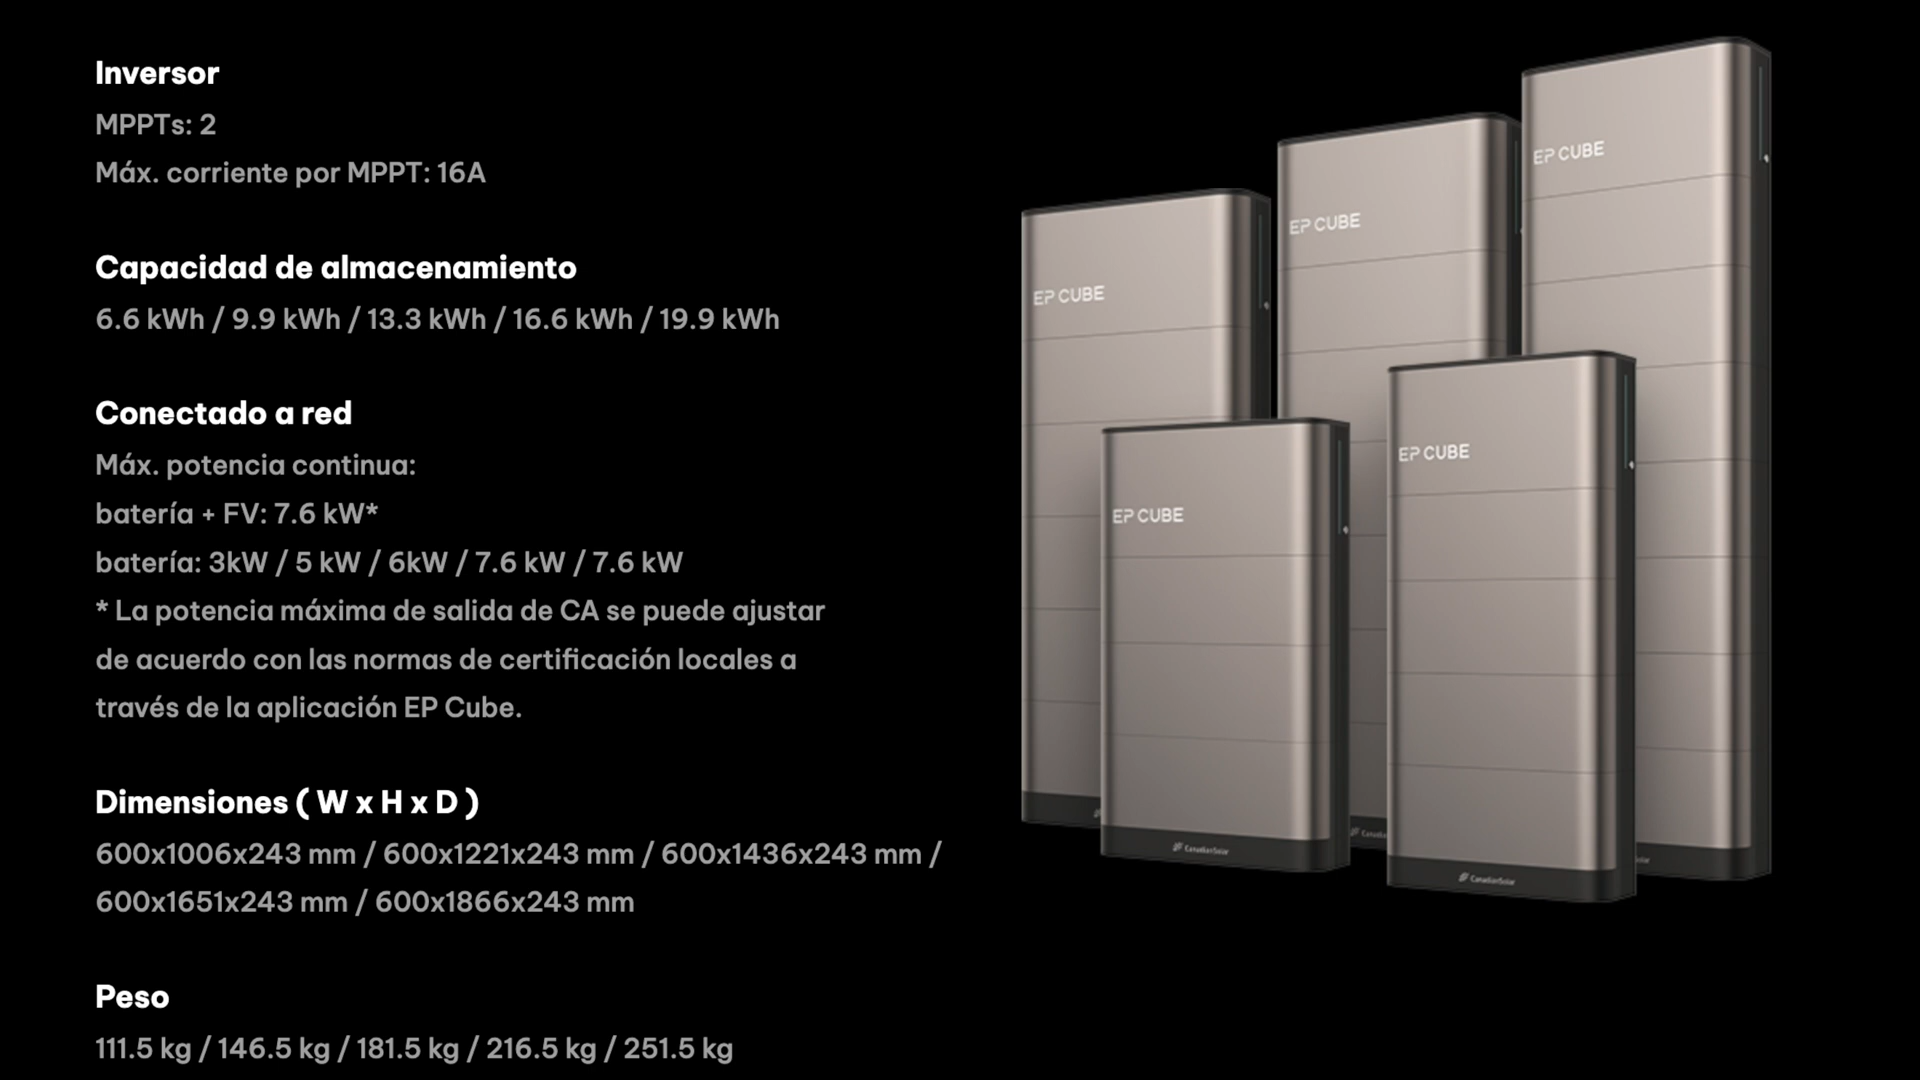 Inversor
MPPTs: 2
Máx. corriente por MPPT: 16A
Capacidad de almacenamiento
6.6 kWh / 9.9 kWh / 13.3 kWh / 16.6 kWh / 19.9 kWh
Conectado a red
Máx. potencia continua:
batería + FV: 7.6 kW*
batería: 3kW / 5 kW / 6kW / 7.6 kW / 7.6 kW
* La potencia máxima de salida de CA se puede ajustar
de acuerdo con las normas de certificación locales a
través de la aplicación EP Cube.
Dimensiones ( W x H x D )
600x1006x243 mm / 600x1221x243 mm / 600x1436x243 mm /
600x1651x243 mm / 600x1866x243 mm
Peso
111.5 kg / 146.5 kg / 181.5 kg / 216.5 kg / 251.5 kg
EP CUBE
EP CUBE
EP CUBE
EP CUBE
EP CUBE
CanadianSolar
CanadianSolar